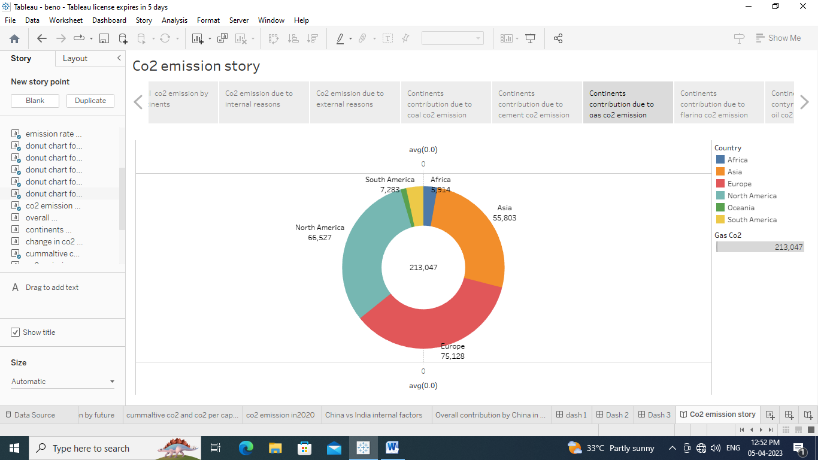 Tableau - beno - Tableau license expires in 5 days
File Data Worksheet Dashboard Story Analysis Format Server Window Help
Show Me
Story Layout
New story point
Blank Duplicate
emission rate ...
donut chart fo...
donut chart fo...
donut chart fo...
donut chart fo...
donut chart fo...
co2 emission ...
overall ...
continents ...
change in co2 ...
cummaltive c...
A Drag to add text
Show title
Size
Automatic
Co2 emission story
co2 emission by
Co2 emission due to
internal reasons
Co2 emission due to
external reasons
Continents
contribution due to
coal co2 emission
Continents
contribution due to
cement co2 emission
Continents
contribution due to
gas co2 emission
Continents
contribution due to
flaring co2 emission
oil co2
avg(0.0)
0
South America
7,283
Africa
Asia
55,803
North America
66,527
213,047
Europe
75,128
0
avg(0.0)
Country
Africa
Asia
Europe
North America
Oceania
South America
Gas Co2
213,047
Data Source n by future cummaltive co2 and co2 per cap... co2 emission in2020 China vs India internal factors Overall contribution by China in ... dash 1 Dash 2 Dash 3 Co2 emission story
Type here to search
33°C Partly sunny
ENG
12:52 PM
05-04-2023